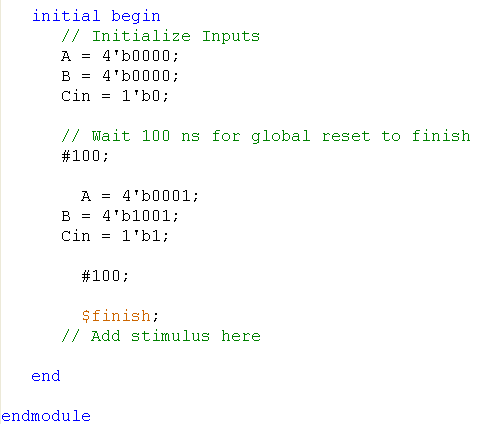 initial begin
// Initialize Inputs
A = 4'b0000;
B = 4'b0000;
Cin = 1'b0;
// Wait 100 ns for global reset to finish
#100;
A = 4'b0001;
B = 4'b1001;
Cin = 1'b1;
#100;
$finish;
// Add stimulus here
end
endmodule